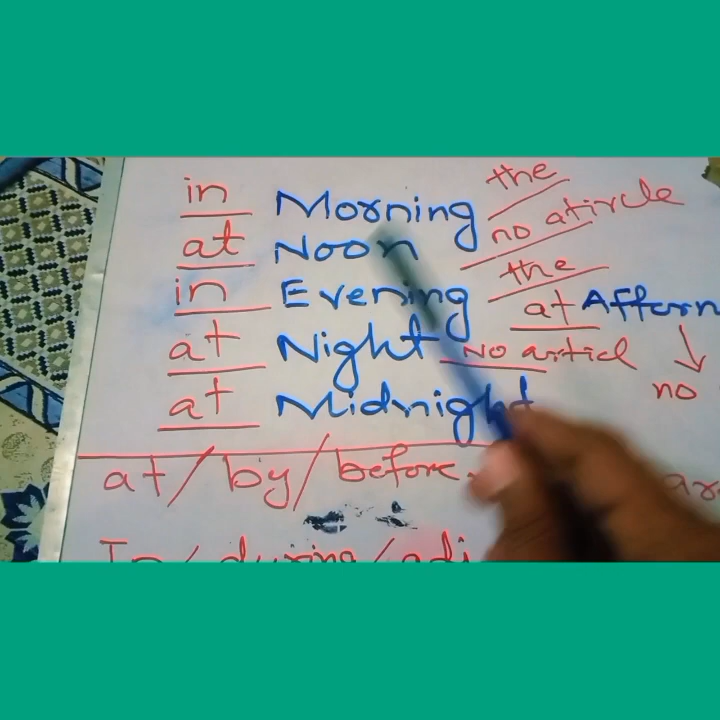 in Morning the
at Noon no atircle
in Evening the
at Afforn
at Night No articl
no
at Midnight
at/by/before